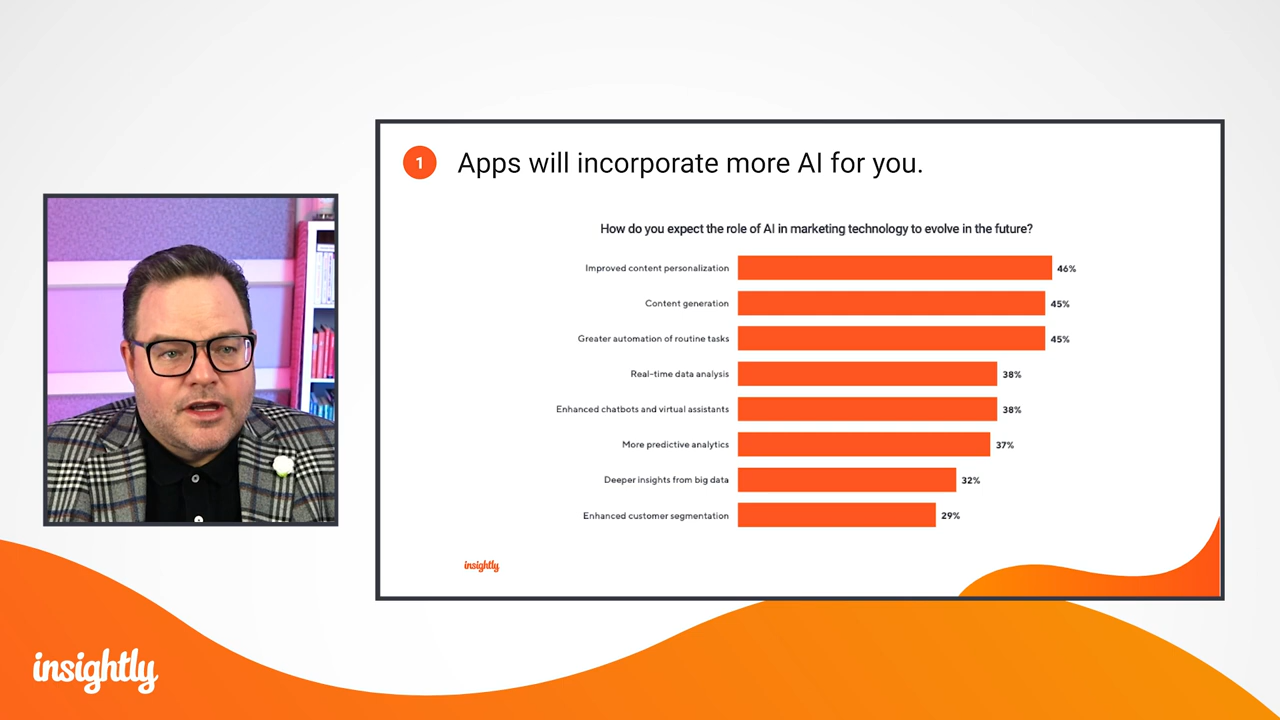 1
Apps will incorporate more AI for you.
How do you expect the role of AI in marketing technology to evolve in the future?
Improved content personalization 46%
Content generation 45%
Greater automation of routine tasks 45%
Real-time data analysis 38%
Enhanced chatbots and virtual assistants 38%
More predictive analytics 37%
Deeper insights from big data 32%
Enhanced customer segmentation 29%
insightly
insightly